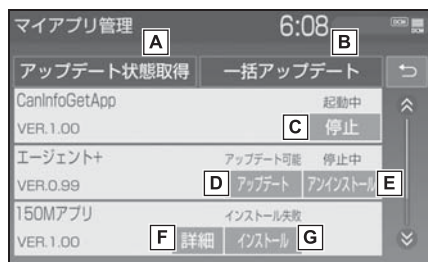 マイアプリ管理 6:08 DCM
A B
アップデート状態取得 一括アップデート
CanInfoGetApp 起動中
VER.1.00 C 停止
エージェント+ アップデート可能 停止中
VER.0.99 D アップデート アンインストール E
150Mアプリ インストール失敗
VER.1.00 F 詳細 インストール G